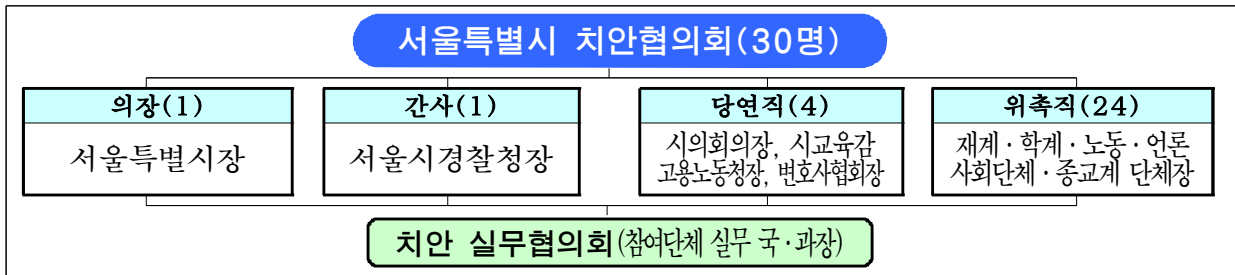 서울특별시 치안협의회(30명)
의장(1)
서울특별시장
간사(1)
서울시경찰청장
당연직(4)
시의회의장, 시교육감
고용노동청장, 변호사협회장
위촉직(24)
재계·학계·노동·언론
사회단체·종교계 단체장
치안 실무협의회(참여단체 실무 국·과장)